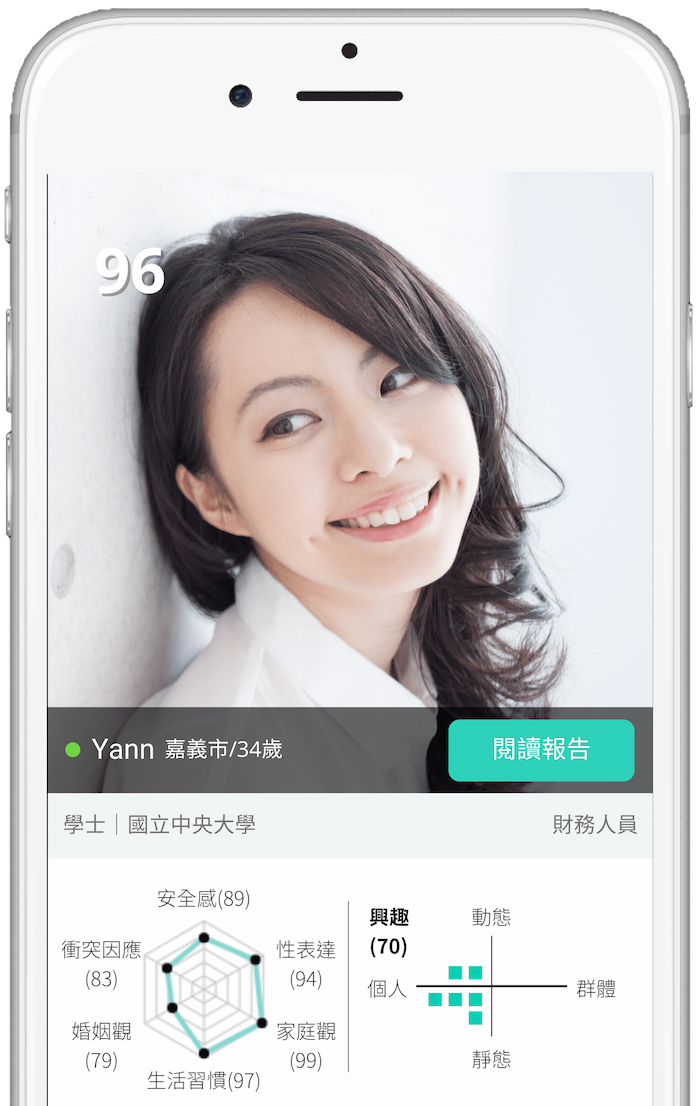 96
Yann 嘉義市/34歲
閱讀報告
學士｜國立中央大學
財務人員
安全感(89)
衝突因應
(83)
性表達
(94)
婚姻觀
(79)
家庭觀
(99)
生活習慣(97)
興趣
(70)
動態
個人
群體
靜態